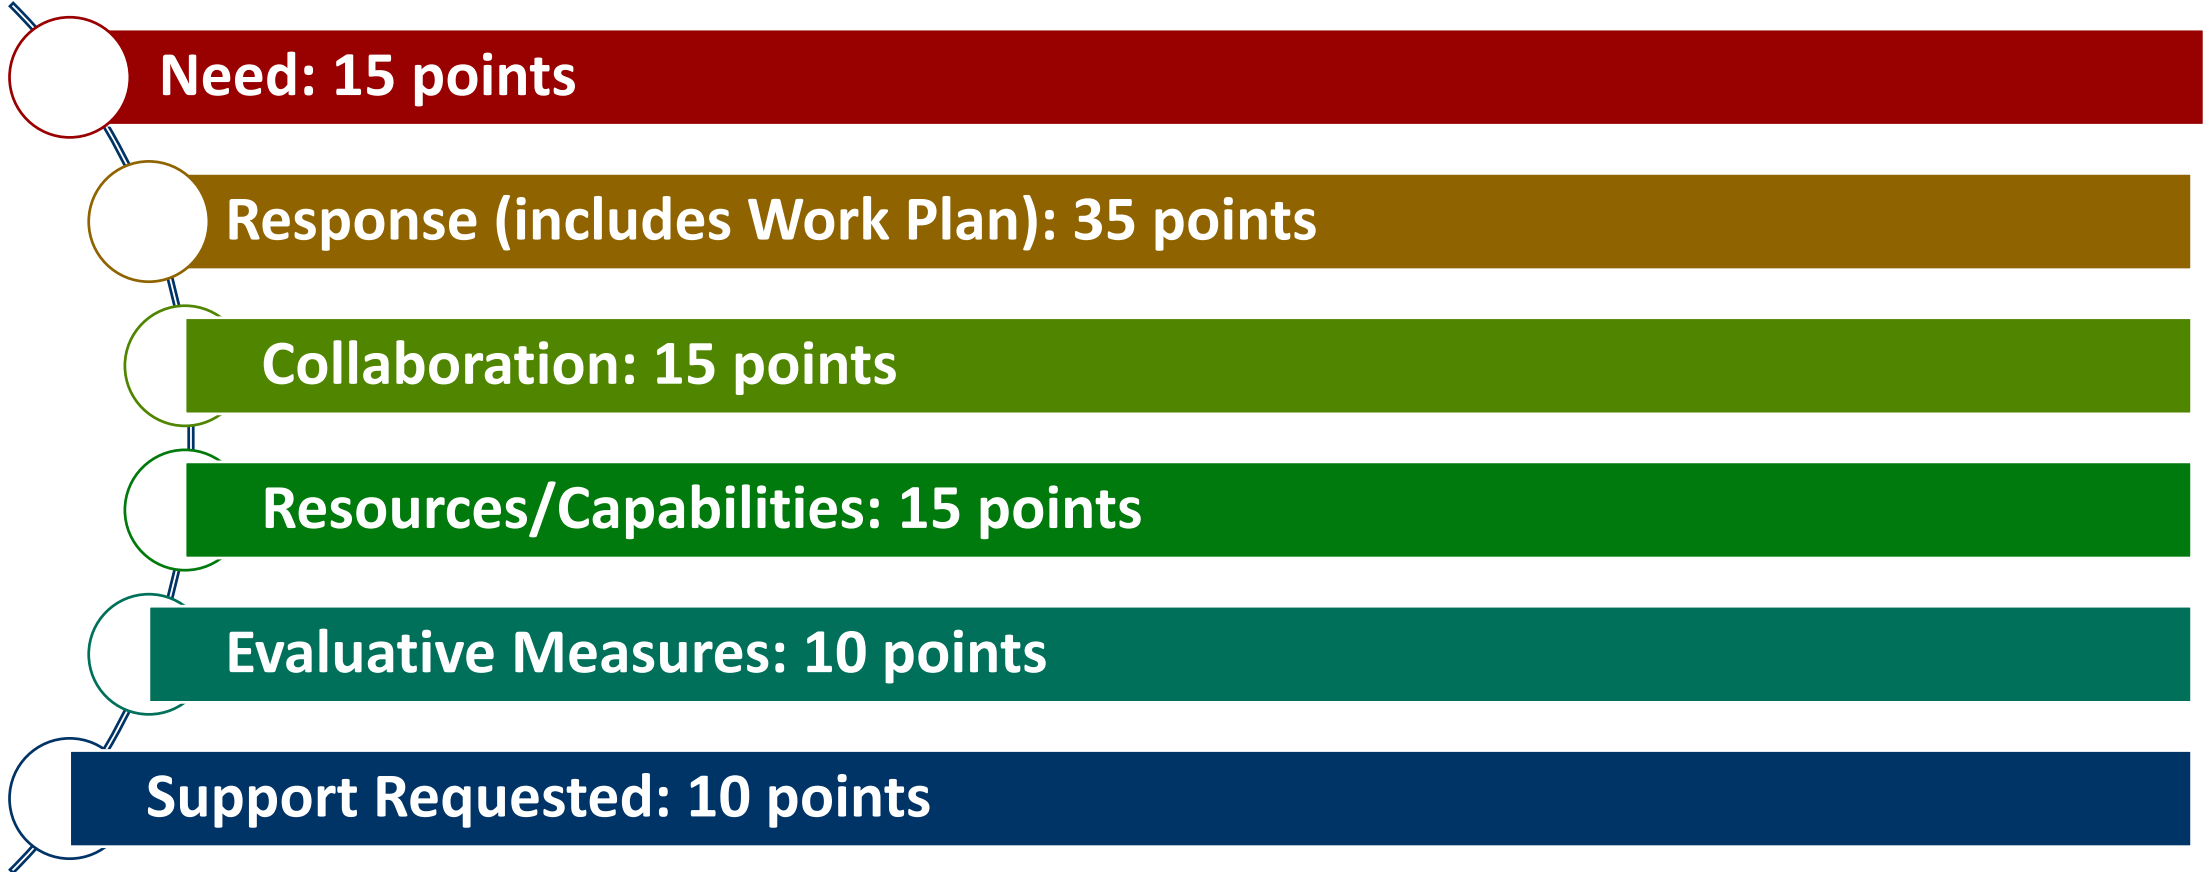 Need: 15 points
Response (includes Work Plan): 35 points
Collaboration: 15 points
Resources/Capabilities: 15 points
Evaluative Measures: 10 points
Support Requested: 10 points